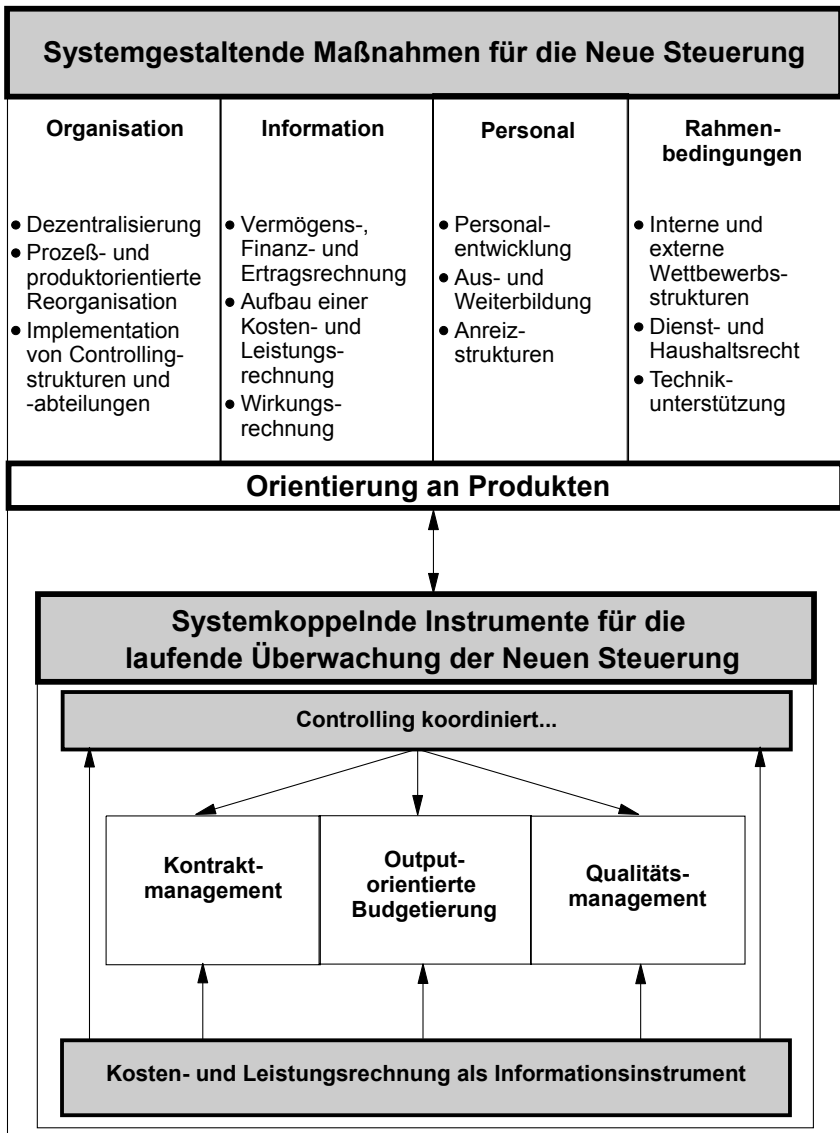 Systemgestaltende Maßnahmen für die Neue Steuerung
Organisation
• Dezentralisierung
• Prozeß- und
produktorientierte
Reorganisation
• Implementation
von Controlling-
strukturen und
-abteilungen
Information
• Vermögens-,
Finanz- und
Ertragsrechnung
• Aufbau einer
Kosten- und
Leistungs-
rechnung
• Wirkungs-
rechnung
Personal
• Personal-
entwicklung
• Aus- und
Weiterbildung
• Anreiz-
strukturen
Rahmen-
bedingungen
• Interne und
externe
Wettbewerbs-
strukturen
• Dienst- und
Haushaltsrecht
• Technik-
unterstützung
Orientierung an Produkten
Systemkoppelnde Instrumente für die
laufende Überwachung der Neuen Steuerung
Controlling koordiniert...
Kontrakt-
management
Output-
orientierte
Budgetierung
Qualitäts-
management
Kosten- und Leistungsrechnung als Informationsinstrument